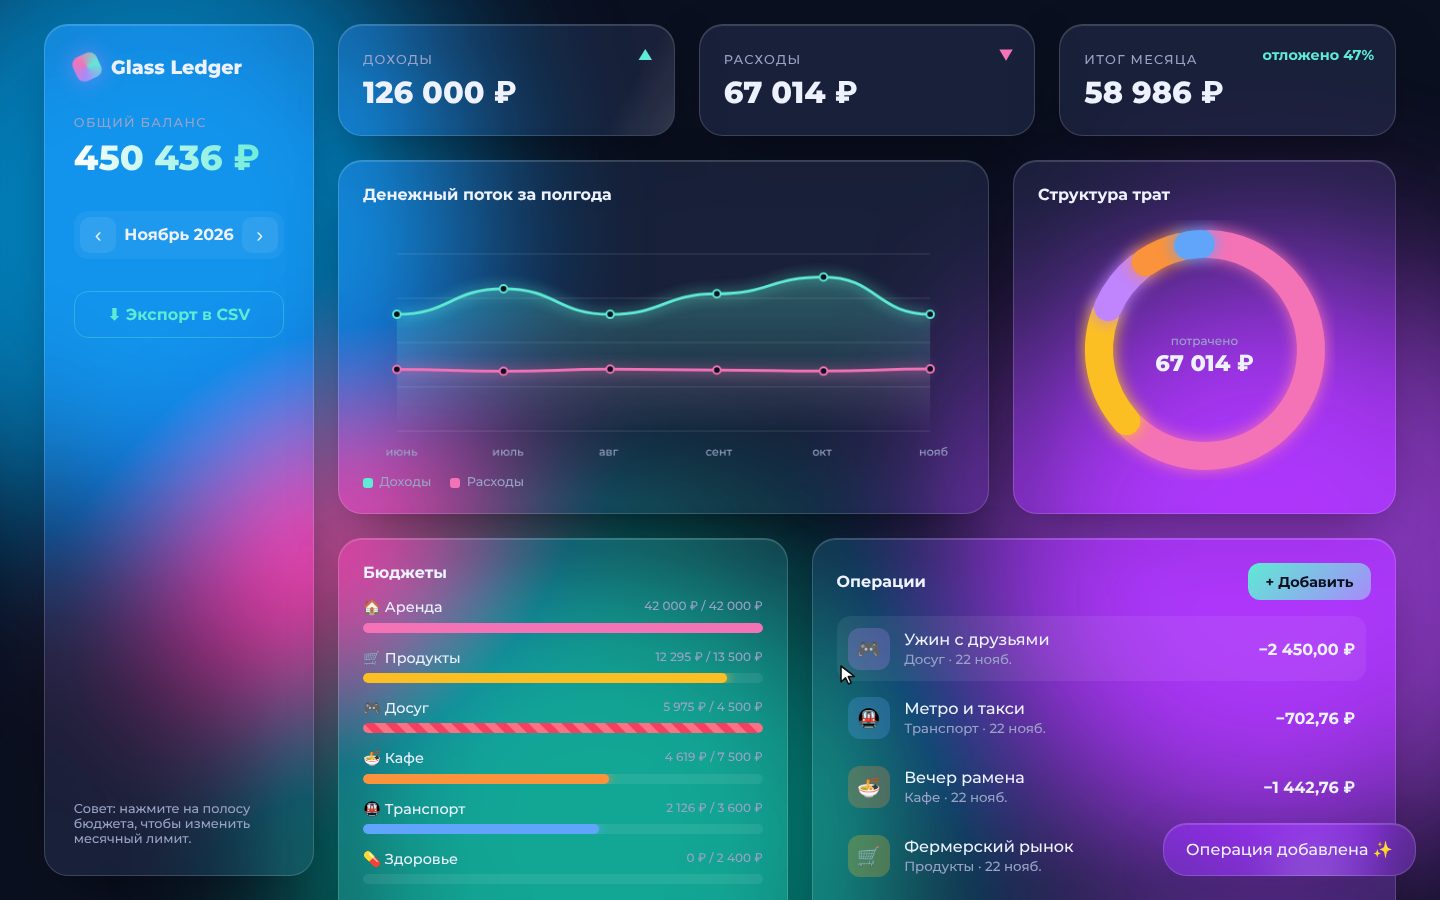 Glass Ledger
ОБЩИЙ БАЛАНС
450 436 ₽
‹ Ноябрь 2026 ›
⬇ Экспорт в CSV
Совет: нажмите на полосу
бюджета, чтобы изменить
месячный лимит.
ДОХОДЫ
126 000 ₽
РАСХОДЫ
67 014 ₽
ИТОГ МЕСЯЦА
отложено 47%
58 986 ₽
Денежный поток за полгода
июнь июль авг сент окт нояб
Доходы Расходы
Структура трат
потрачено
67 014 ₽
Бюджеты
Аренда 42 000 ₽ / 42 000 ₽
Продукты 12 295 ₽ / 13 500 ₽
Досуг 5 975 ₽ / 4 500 ₽
Кафе 4 619 ₽ / 7 500 ₽
Транспорт 2 126 ₽ / 3 600 ₽
Здоровье 0 ₽ / 2 400 ₽
Операции
+ Добавить
Ужин с друзьями
Досуг · 22 нояб.
−2 450,00 ₽
Метро и такси
Транспорт · 22 нояб.
−702,76 ₽
Вечер рамена
Кафе · 22 нояб.
−1 442,76 ₽
Фермерский рынок
Продукты · 22 нояб.
Операция добавлена ✨